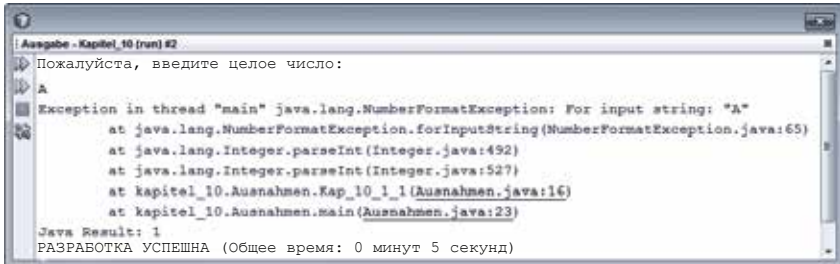 Ausgabe - Kapitel_10 (run) #2
Пожалуйста, введите целое число:
A
Exception in thread "main" java.lang.NumberFormatException: For input string: "A"
at java.lang.NumberFormatException.forInputString(NumberFormatException.java:65)
at java.lang.Integer.parseInt(Integer.java:492)
at java.lang.Integer.parseInt(Integer.java:527)
at kapitel_10.Ausnahmen.Kap_10_1_1(Ausnahmen.java:16)
at kapitel_10.Ausnahmen.main(Ausnahmen.java:23)
Java Result: 1
РАЗРАБОТКА УСПЕШНА (Общее время: 0 минут 5 секунд)